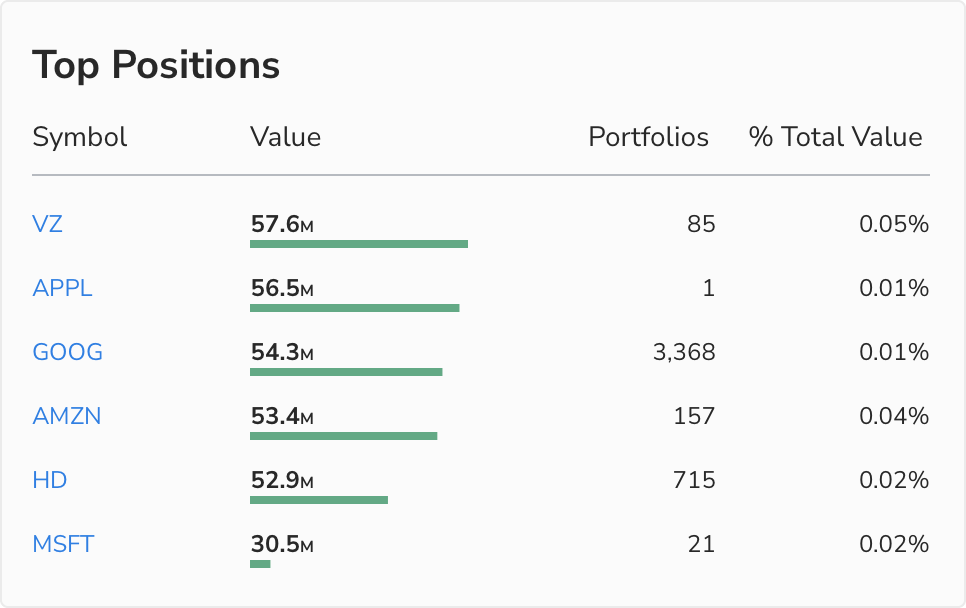 Top Positions
Symbol Value Portfolios % Total Value
VZ 57.6M 85 0.05%
APPL 56.5M 1 0.01%
GOOG 54.3M 3,368 0.01%
AMZN 53.4M 157 0.04%
HD 52.9M 715 0.02%
MSFT 30.5M 21 0.02%